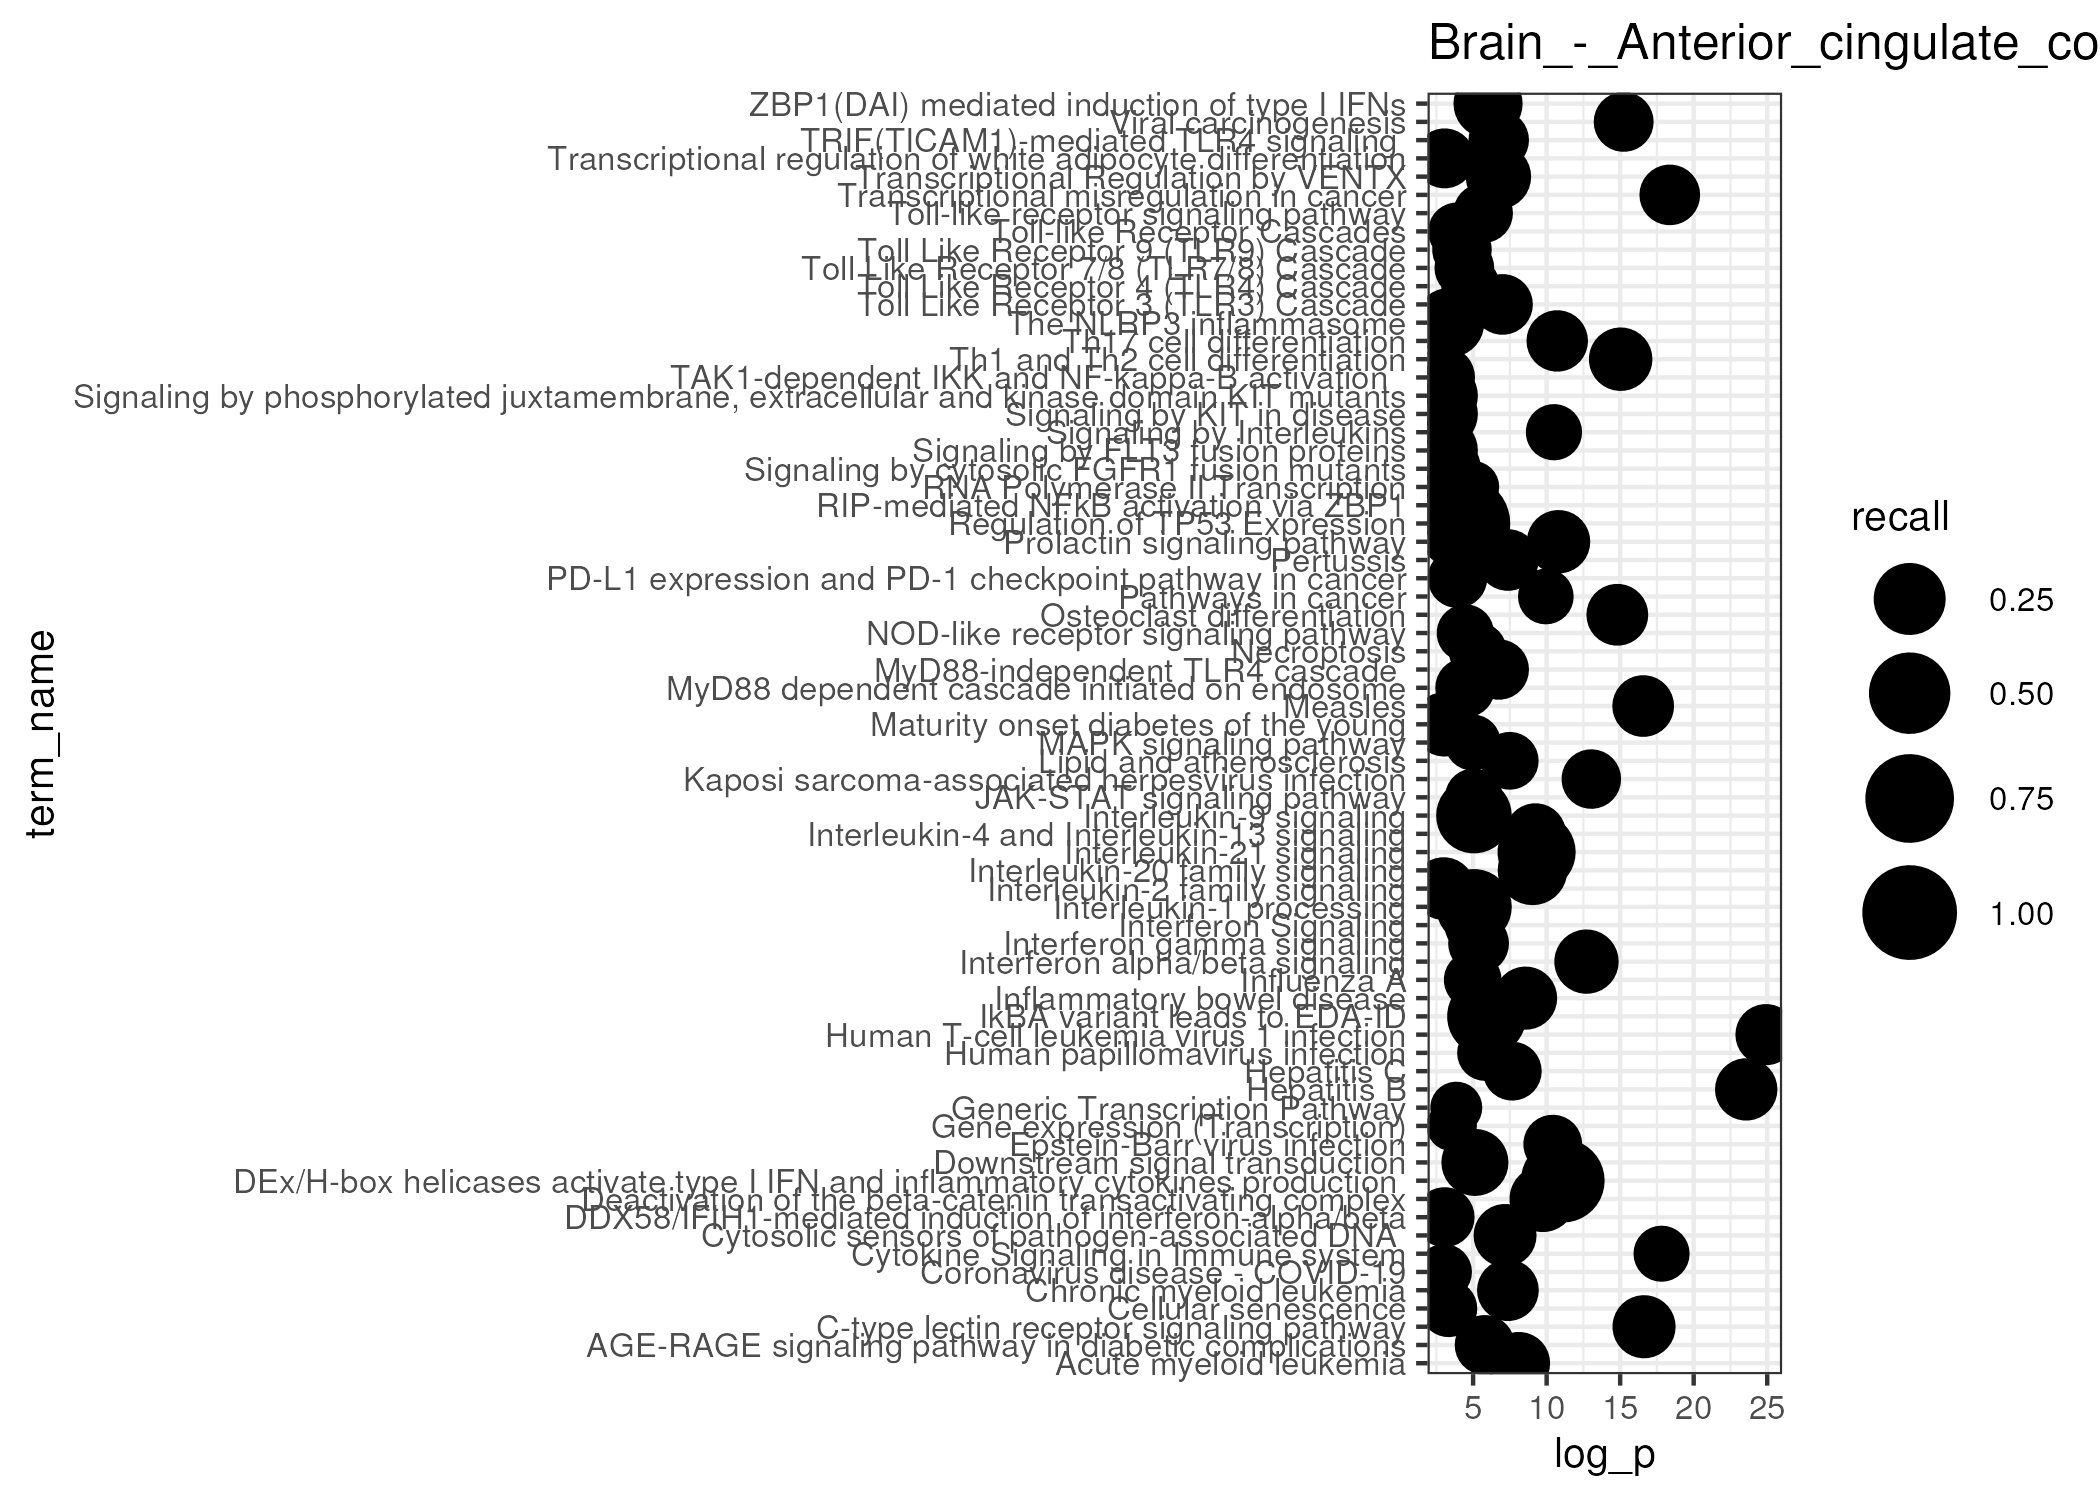 Brain_-_Anterior_cingulate_co
ZBP1(DAI) mediated induction of type I IFNs
Viral carcinogenesis
TRIF(TICAM1)-mediated TLR4 signaling
Transcriptional regulation of white adipocyte differentiation
Transcriptional Regulation by VENTX
Transcriptional misregulation in cancer
Toll-like receptor signaling pathway
Toll-like Receptor Cascades
Toll Like Receptor 9 (TLR9) Cascade
Toll Like Receptor 7/8 (TLR7/8) Cascade
Toll Like Receptor 4 (TLR4) Cascade
Toll Like Receptor 3 (TLR3) Cascade
The NLRP3 inflammasome
Th17 cell differentiation
Th1 and Th2 cell differentiation
TAK1-dependent IKK and NF-kappa-B activation
Signaling by phosphorylated juxtamembrane, extracellular and kinase domain KIT mutants
Signaling by KIT in disease
Signaling by Interleukins
Signaling by FLT3 fusion proteins
Signaling by cytosolic FGFR1 fusion mutants
RNA Polymerase II Transcription
RIP-mediated NFkB activation via ZBP1
Regulation of TP53 Expression
Prolactin signaling pathway
Pertussis
PD-L1 expression and PD-1 checkpoint pathway in cancer
Pathways in cancer
Osteoclast differentiation
NOD-like receptor signaling pathway
Necroptosis
MyD88-independent TLR4 cascade
MyD88 dependent cascade initiated on endosome
Measles
Maturity onset diabetes of the young
MAPK signaling pathway
Lipid and atherosclerosis
Kaposi sarcoma-associated herpesvirus infection
JAK-STAT signaling pathway
Interleukin-9 signaling
Interleukin-4 and Interleukin-13 signaling
Interleukin-21 signaling
Interleukin-20 family signaling
Interleukin-2 family signaling
Interleukin-1 processing
Interferon Signaling
Interferon gamma signaling
Interferon alpha/beta signaling
Influenza A
Inflammatory bowel disease
IkBA variant leads to EDA-ID
Human T-cell leukemia virus 1 infection
Human papillomavirus infection
Hepatitis C
Hepatitis B
Generic Transcription Pathway
Gene expression (Transcription)
Epstein-Barr virus infection
Downstream signal transduction
DEx/H-box helicases activate type I IFN and inflammatory cytokines production
Deactivation of the beta-catenin transactivating complex
DDX58/IFIH1-mediated induction of interferon-alpha/beta
Cytosolic sensors of pathogen-associated DNA
Cytokine Signaling in Immune system
Coronavirus disease - COVID-19
Chronic myeloid leukemia
Cellular senescence
C-type lectin receptor signaling pathway
AGE-RAGE signaling pathway in diabetic complications
Acute myeloid leukemia
term_name
5 10 15 20 25
log_p
recall
0.25
0.50
0.75
1.00